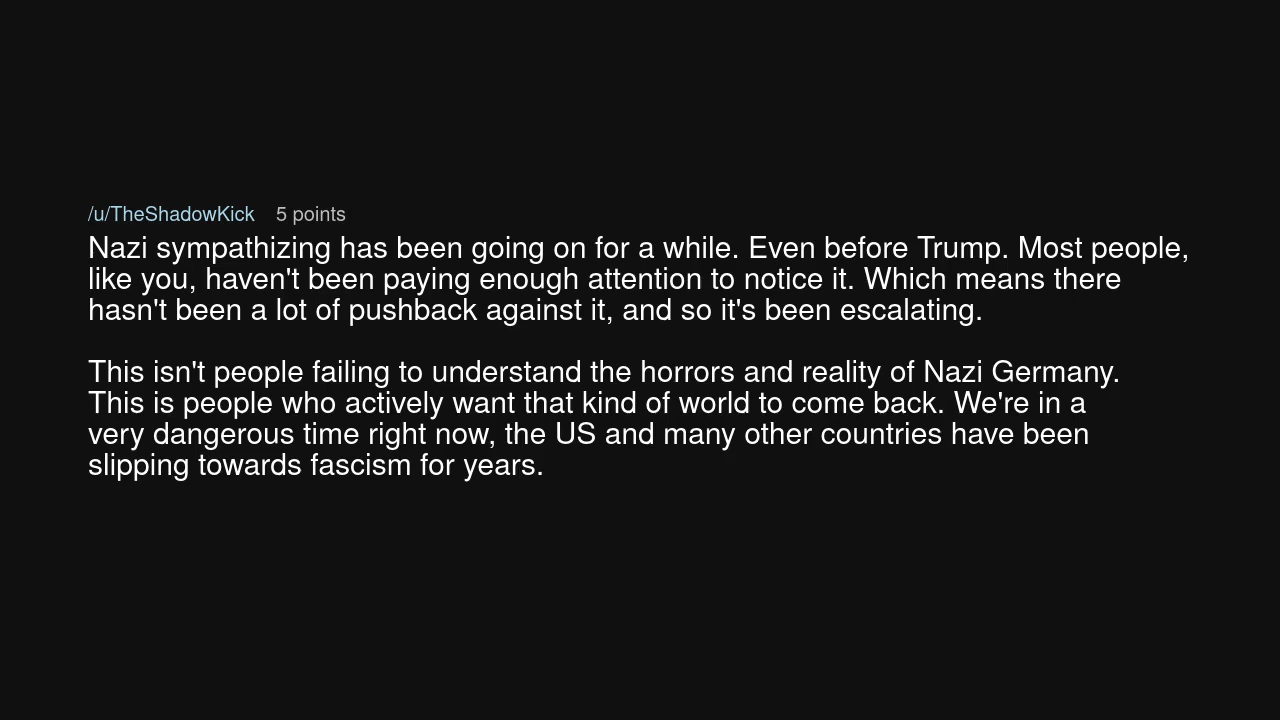 /u/TheShadowKick 5 points
Nazi sympathizing has been going on for a while. Even before Trump. Most people,
like you, haven't been paying enough attention to notice it. Which means there
hasn't been a lot of pushback against it, and so it's been escalating.
This isn't people failing to understand the horrors and reality of Nazi Germany.
This is people who actively want that kind of world to come back. We're in a
very dangerous time right now, the US and many other countries have been
slipping towards fascism for years.